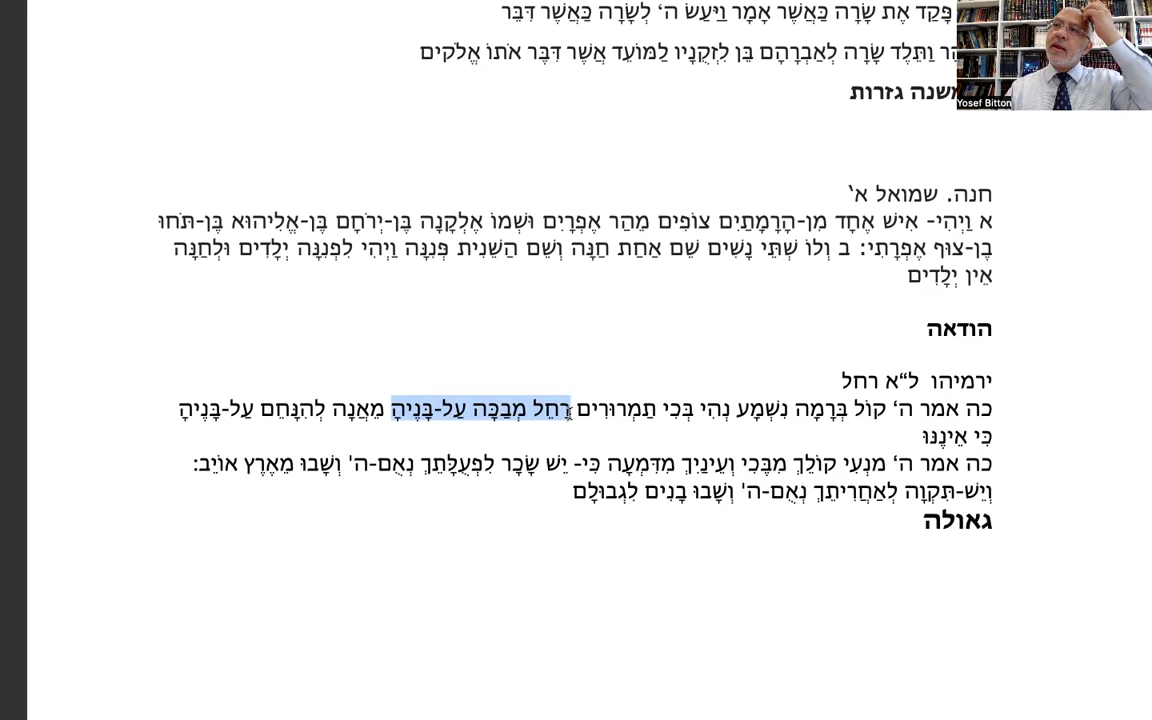 פָּקַד אֶת שָׂרָה כַּאֲשֶׁר אָמָר וַיַּעַשׂ ה' לְשָׂרָה כַּאֲשֶׁר דִּבֵּר
וַתֵּלֶד שָׂרָה לְאַבְרָהָם בֵּן לִזְקֻנָיו לַמּוֹעֵד אֲשֶׁר דִּבֶּר אֹתוֹ אֱלֹקים
משנה גזרות
Yosef Bitton
חנה. שמואל א'
א וַיְהִי- אִישׁ אֶחָד מִן-הָרָמָתַיִם צוֹפִים מֵהַר אֶפְרָיִם וּשְׁמוֹ אֶלְקָנָה בֶּן-יְרֹחָם בֶּן-אֱלִיהוּא בֶּן-תֹּחוּ
בֶן-צוּף אֶפְרָתִי: ב וְלוֹ שְׁתֵּי נָשִׁים שֵׁם אַחַת חַנָּה וְשֵׁם הַשֵּׁנִית פְּנִנָּה וַיְהִי לִפְנִנָּה יְלָדִים וּלְחַנָּה
אֵין יְלָדִים
הודאה
ירמיהו ל"א רחל
כה אמר ה' קוֹל בְּרָמָה נִשְׁמָע נְהִי בְּכִי תַמְרוּרִים רָחֵל מְבַכָּה עַל-בָּנֶיהָ מֵאֲנָה לְהִנָּחֵם עַל-בָּנֶיהָ
כִּי אֵינֶנּוּ
כה אמר ה' מִנְעִי קוֹלֵךְ מִבֶּכִי וְעֵינַיִךְ מִדִּמְעָה כִּי- יֵשׁ שָׂכָר לִפְעֻלָּתֵךְ נְאֻם-ה' וְשָׁבוּ מֵאֶרֶץ אוֹיֵב:
וְיֵשׁ-תִּקְוָה לְאַחֲרִיתֵךְ נְאֻם-ה' וְשָׁבוּ בָנִים לִגְבוּלָם
גאולה